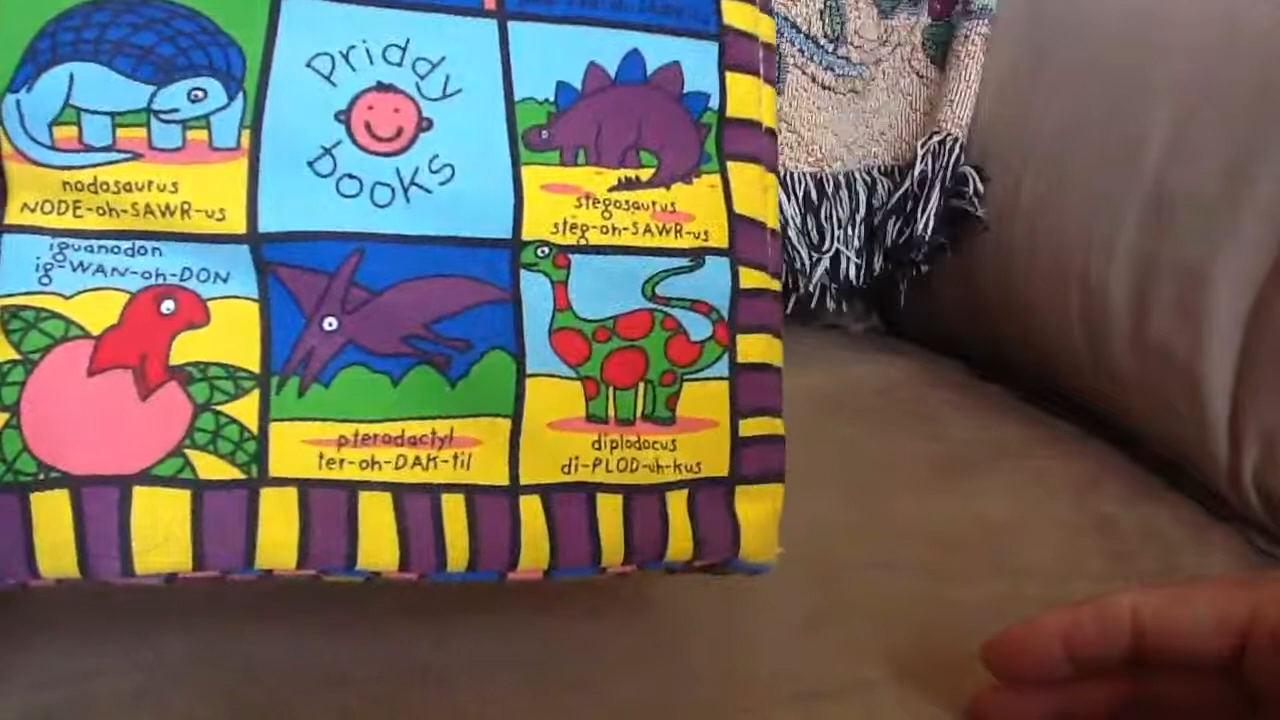 Priddy
books
nodosaurus
NODE-oh-SAWR-us
stegosaurus
steg-oh-SAWR-us
iguanodon
ig-WAN-oh-DON
pterodactyl
ter-oh-DAK-til
diplodocus
di-PLOD-uh-kus